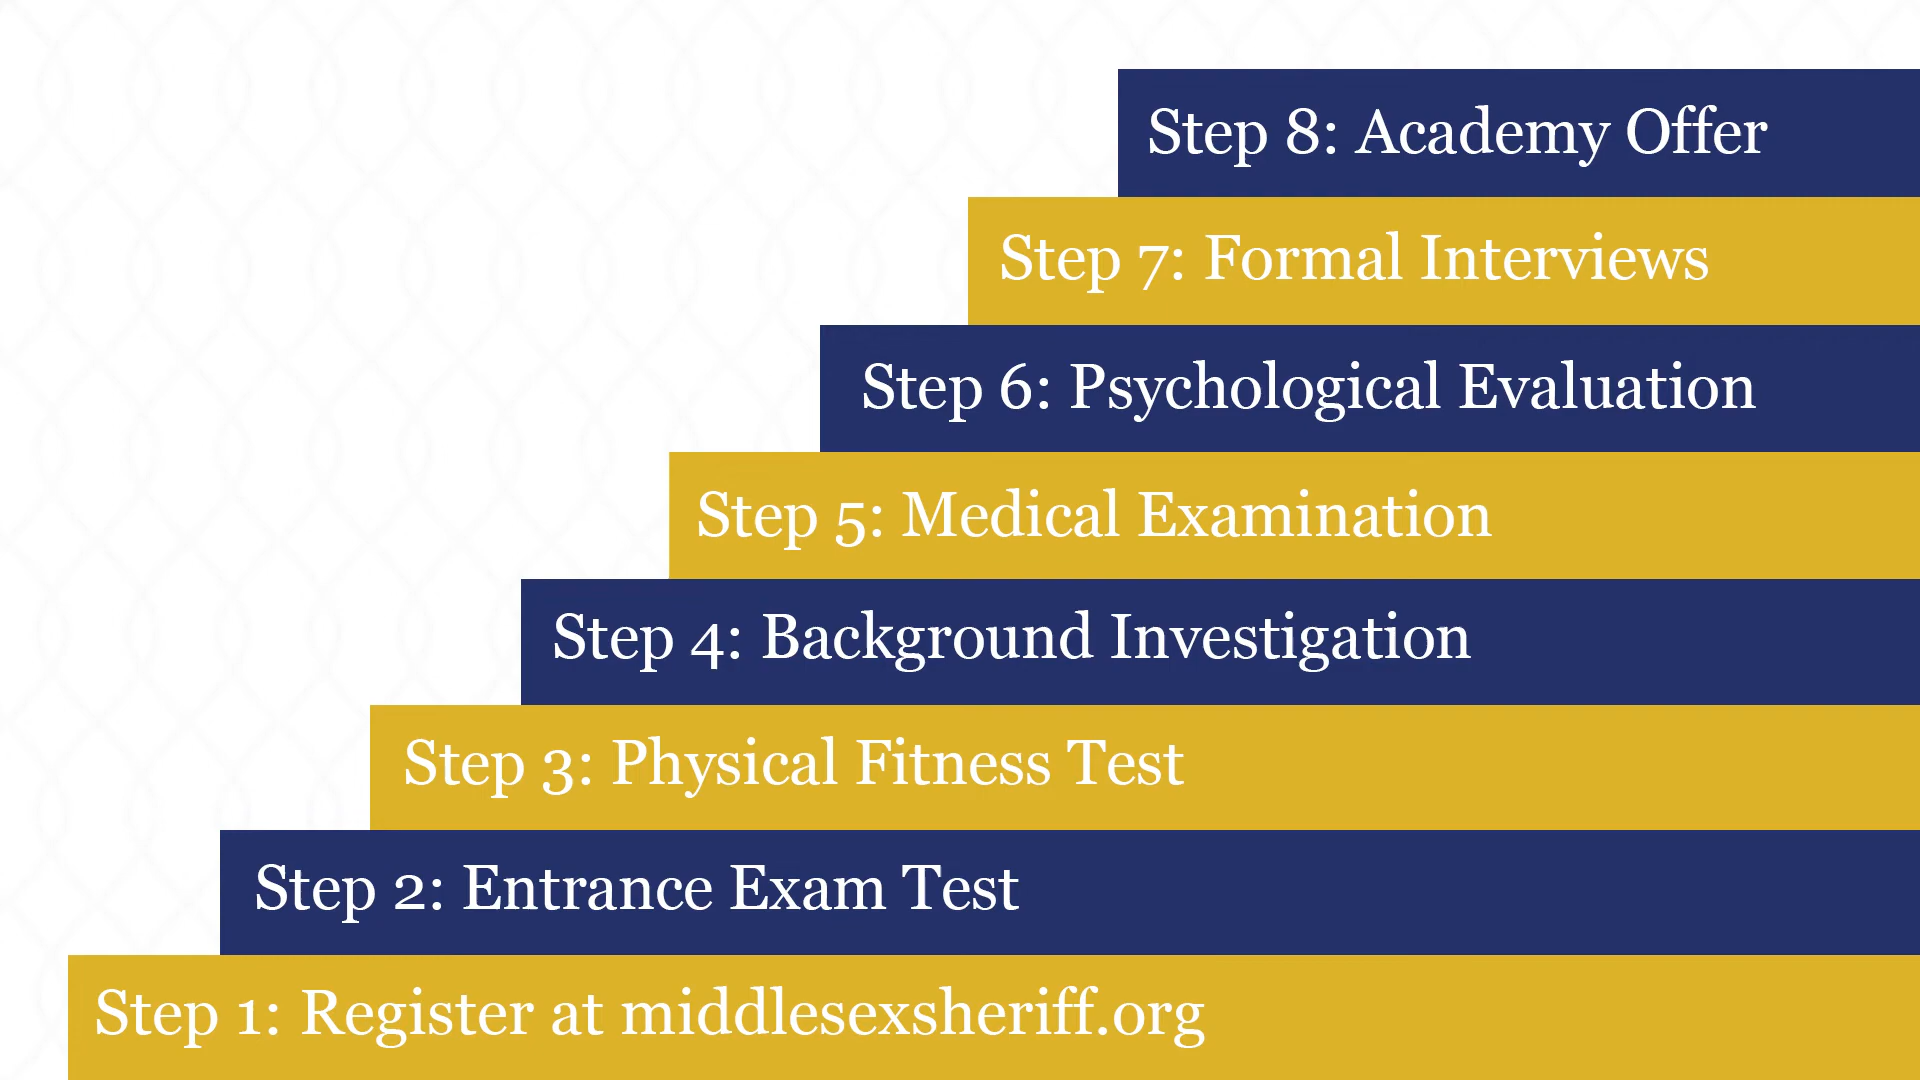 Step 8: Academy Offer
Step 7: Formal Interviews
Step 6: Psychological Evaluation
Step 5: Medical Examination
Step 4: Background Investigation
Step 3: Physical Fitness Test
Step 2: Entrance Exam Test
Step 1: Register at middlesexsheriff.org